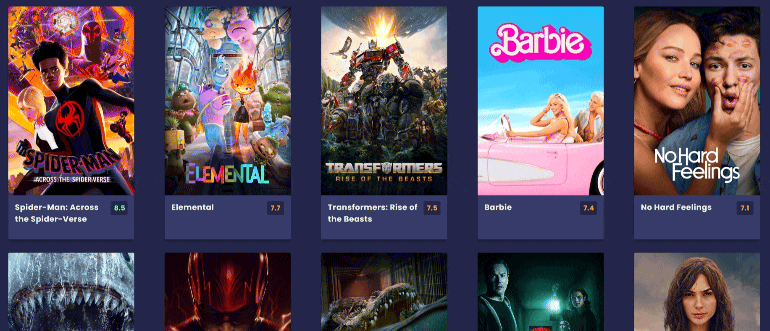 SPIDER-MAN
ACROSS THE SPIDER-VERSE
ELEMENTAL
TRANSFORMERS
RISE OF THE BEASTS
Barbie
No Hard
Feelings
Spider-Man: Across
the Spider-Verse
8.5
Elemental
7.7
Transformers: Rise of
the Beasts
7.5
Barbie
7.4
No Hard Feelings
7.1